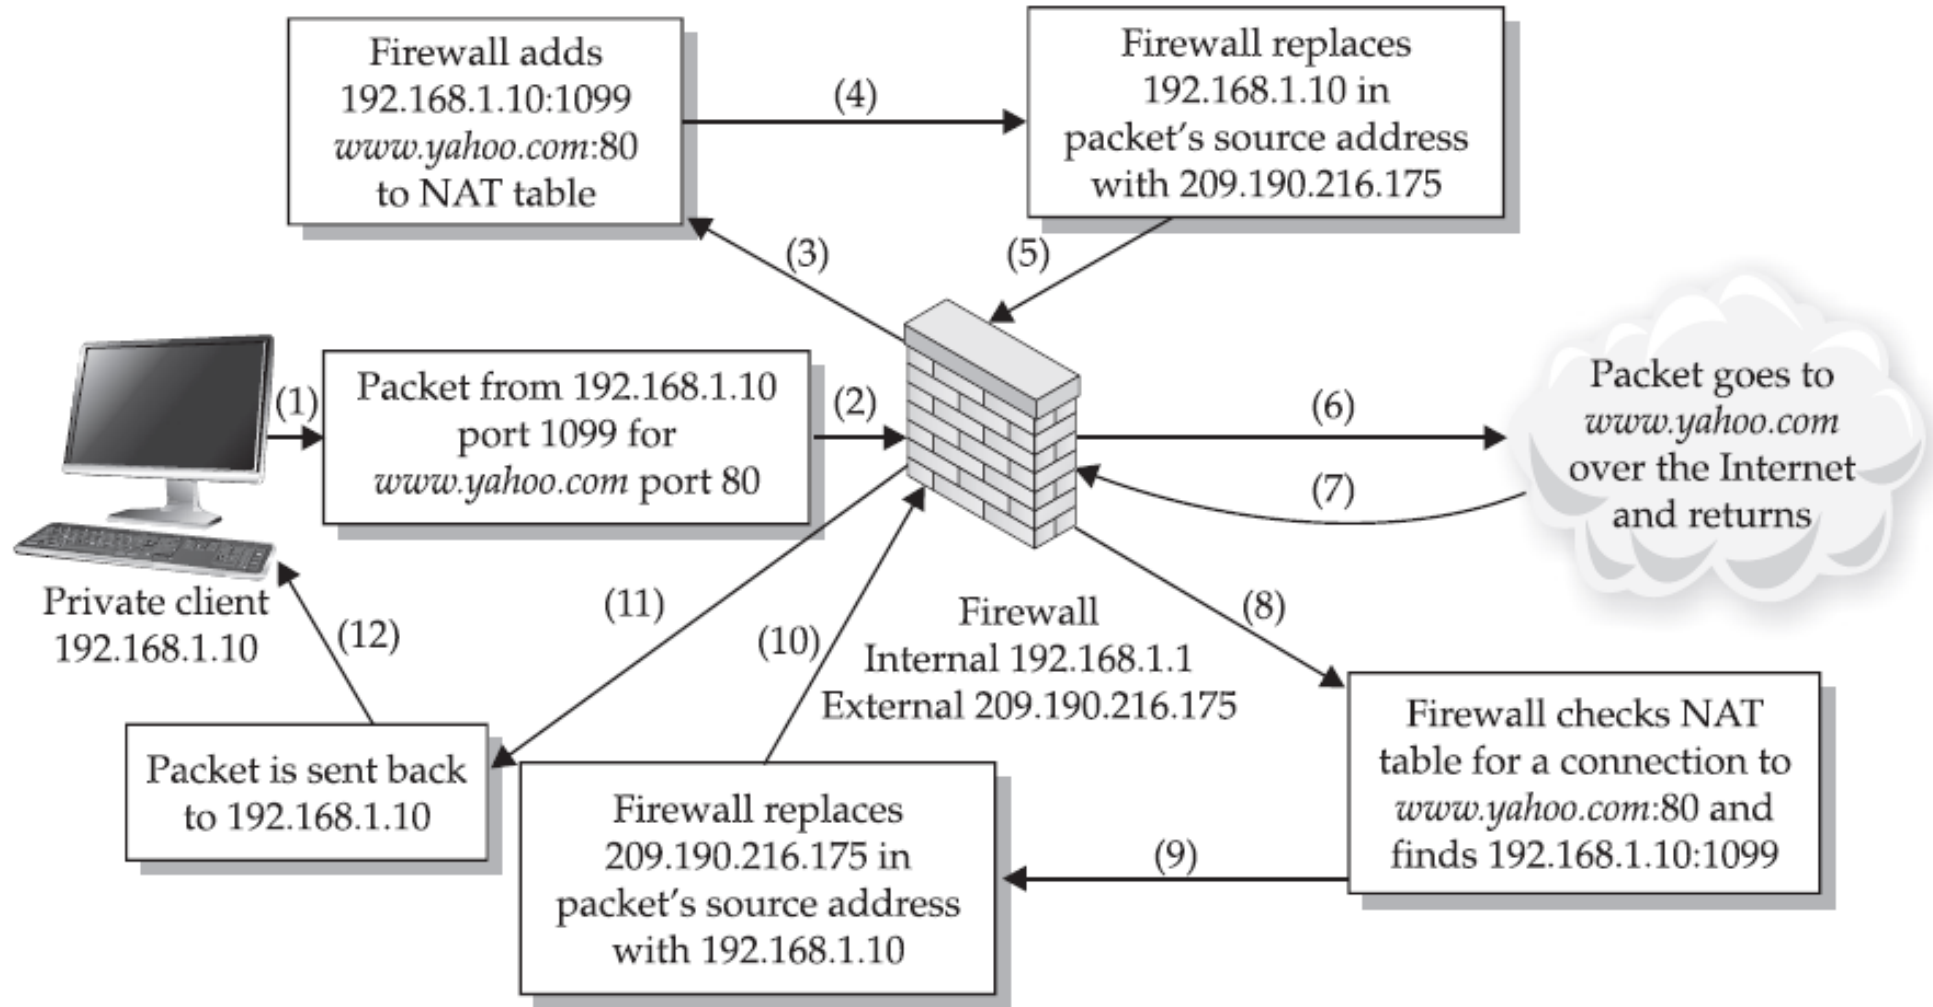 Firewall adds
192.168.1.10:1099
www.yahoo.com:80
to NAT table
(4)
Firewall replaces
192.168.1.10 in
packet's source address
with 209.190.216.175
(3)
(5)
(1)
Packet from 192.168.1.10
port 1099 for
www.yahoo.com port 80
(2)
(6)
(7)
Packet goes to
www.yahoo.com
over the Internet
and returns
Private client
192.168.1.10
(12)
(11)
(10)
Firewall
Internal 192.168.1.1
External 209.190.216.175
(8)
Packet is sent back
to 192.168.1.10
Firewall replaces
209.190.216.175 in
packet's source address
with 192.168.1.10
(9)
Firewall checks NAT
table for a connection to
www.yahoo.com:80 and
finds 192.168.1.10:1099